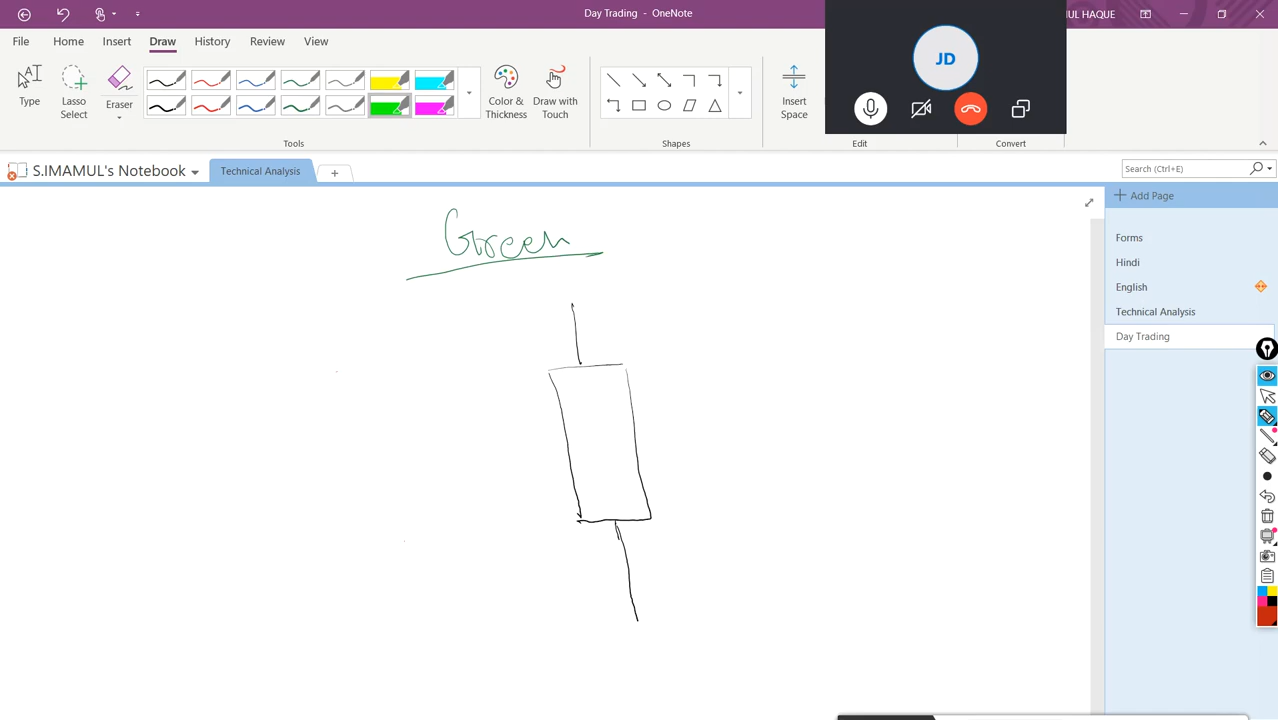 Day Trading - OneNote
UL HAQUE
JD
File
Home
Insert
Draw
History
Review
View
Type
Lasso
Select
Eraser
Color &
Thickness
Draw with
Touch
Insert
Space
Tools
Shapes
Edit
Convert
S.IMAMUL's Notebook
Technical Analysis
Search (Ctrl+E)
Add Page
Green
Forms
Hindi
English
Technical Analysis
Day Trading